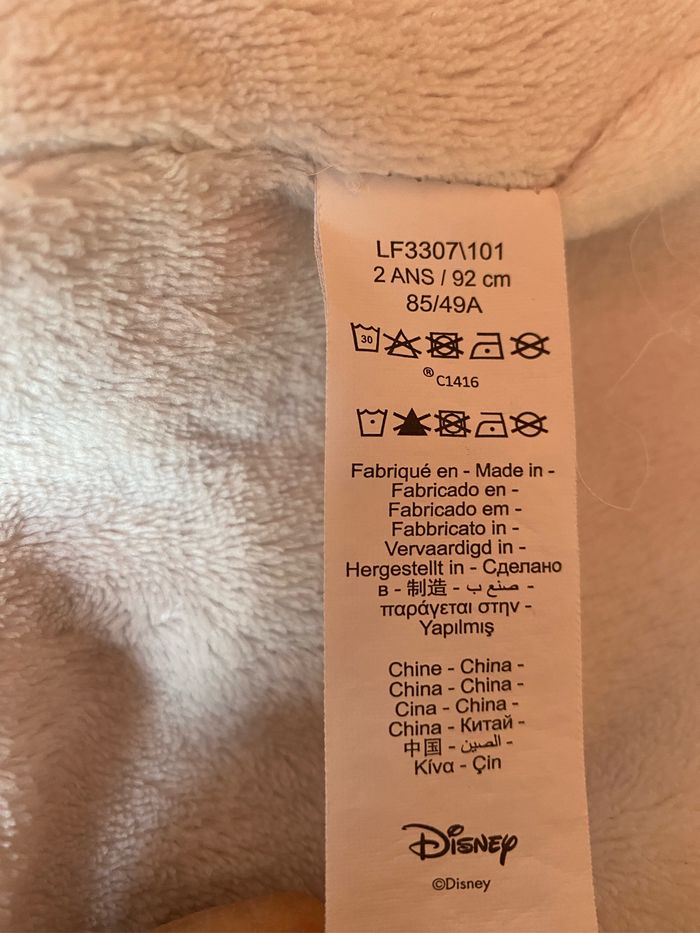 LF3307\101
2 ANS / 92 cm
85/49A
30
®C1416
Fabriqué en - Made in -
Fabricado en -
Fabricado em -
Fabbricato in -
Vervaardigd in -
Hergestellt in - Сделано
в - 制造 - صنع ب -
παράγεται στην -
Yapılmış
Chine - China -
China - China -
Cina - China -
China - Китай -
中国 - الصين -
Κίνα - Çin
Disney
©Disney